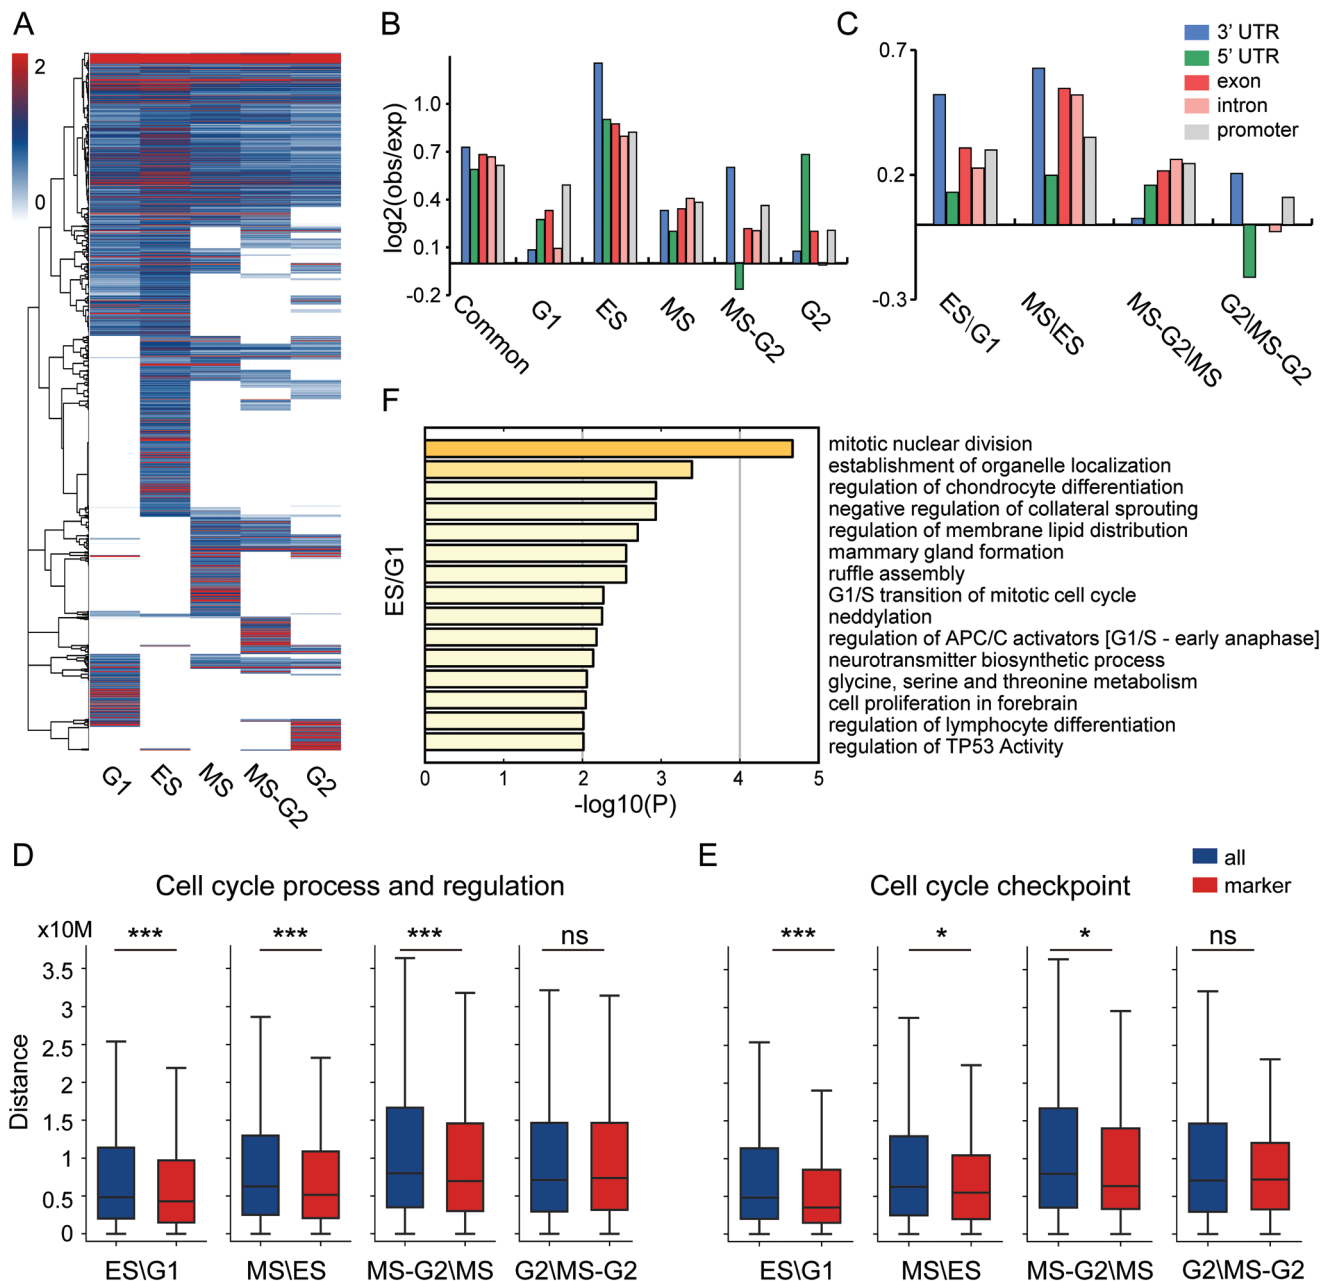 A
2
0
G1
ES
MS
MS-G2
G2
B
log2(obs/exp)
1.0
0.7
0.4
0.1
-0.2
Common
G1
ES
MS
MS-G2
G2
C
0.7
0.2
-0.3
3' UTR
5' UTR
exon
intron
promoter
ES\G1
MS\ES
MS-G2\MS
G2\MS-G2
F
ES/G1
mitotic nuclear division
establishment of organelle localization
regulation of chondrocyte differentiation
negative regulation of collateral sprouting
regulation of membrane lipid distribution
mammary gland formation
ruffle assembly
G1/S transition of mitotic cell cycle
neddylation
regulation of APC/C activators [G1/S - early anaphase]
neurotransmitter biosynthetic process
glycine, serine and threonine metabolism
cell proliferation in forebrain
regulation of lymphocyte differentiation
regulation of TP53 Activity
0 1 2 3 4 5
-log10(P)
D
Cell cycle process and regulation
x10M
Distance
3.5
3
2.5
2
1.5
1
0.5
0
*** *** *** ns
ES\G1 MS\ES MS-G2\MS G2\MS-G2
E
Cell cycle checkpoint
all
marker
*** * * ns
ES\G1 MS\ES MS-G2\MS G2\MS-G2